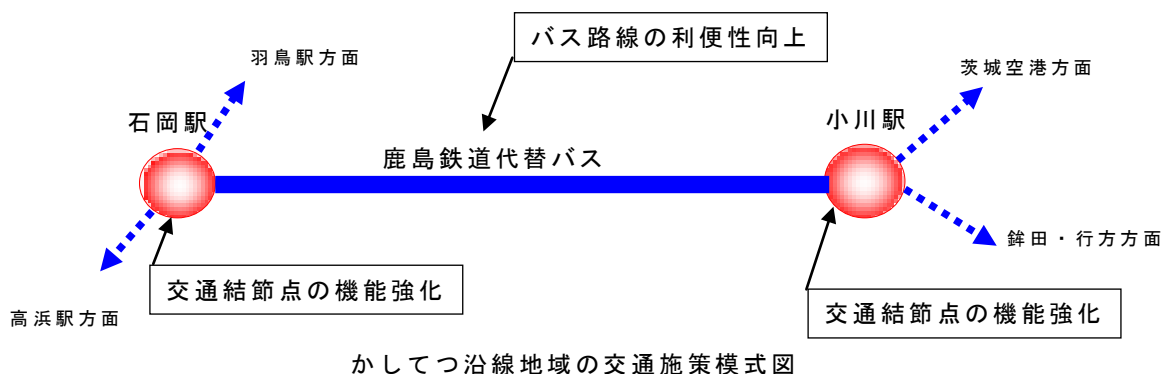 バス路線の利便性向上
羽鳥駅方面
茨城空港方面
石岡駅
小川駅
鹿島鉄道代替バス
鉾田・行方方面
交通結節点の機能強化
交通結節点の機能強化
高浜駅方面
かしてつ沿線地域の交通施策模式図